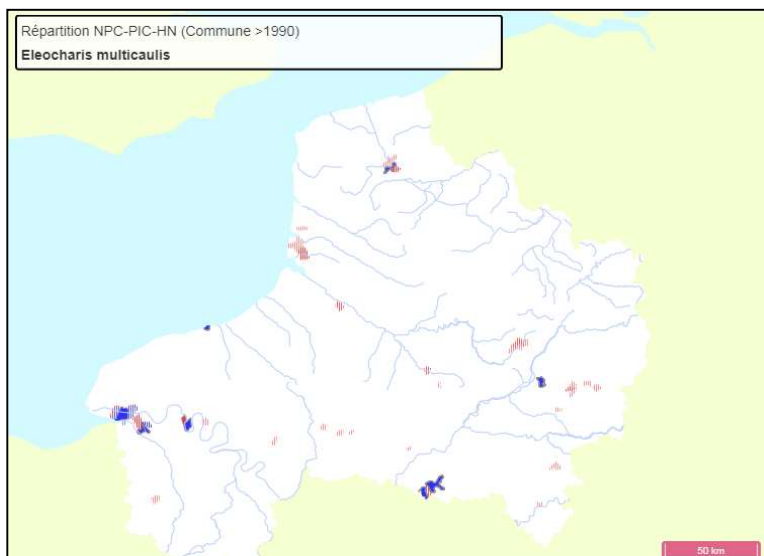 Répartition NPC-PIC-HN (Commune >1990)
Eleocharis multicaulis
50 km